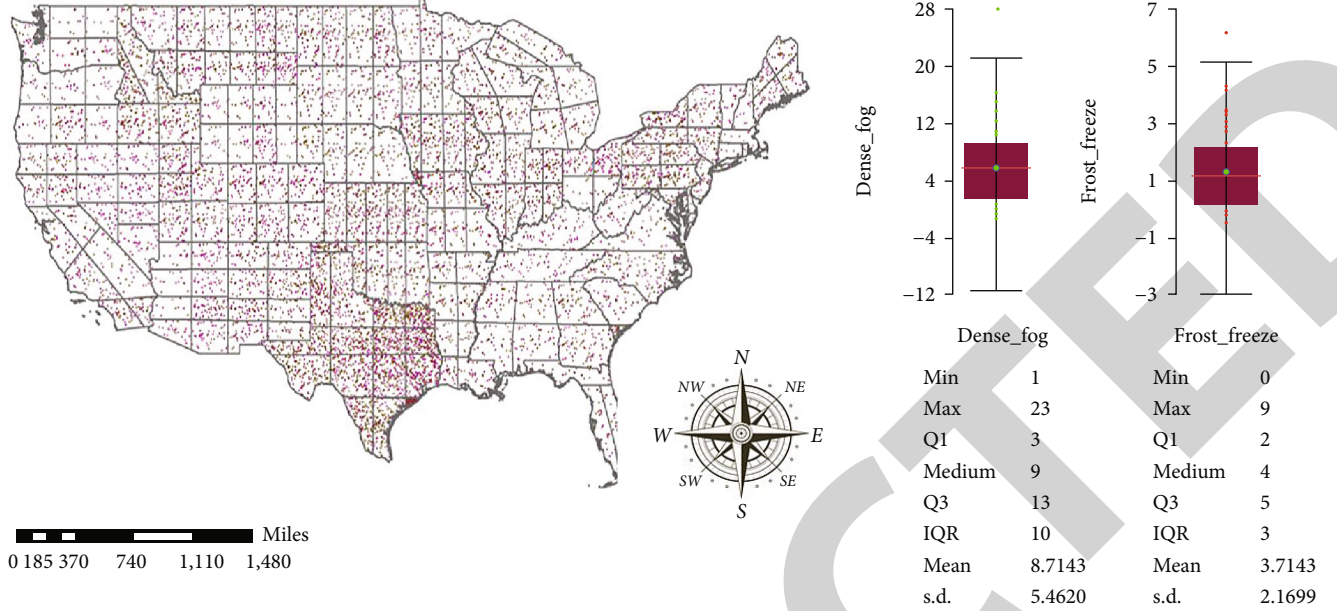 28
20
12
4
−4
−12
Dense_fog
Dense_fog
7
5
3
1
−1
−3
Frost_freeze
Frost_freeze
N
NW NE
W E
SW SE
S
Miles
0 185 370 740 1,110 1,480
Min 1
Max 23
Q1 3
Medium 9
Q3 13
IQR 10
Mean 8.7143
s.d. 5.4620
Min 0
Max 9
Q1 2
Medium 4
Q3 5
IQR 3
Mean 3.7143
s.d. 2.1699
CTED